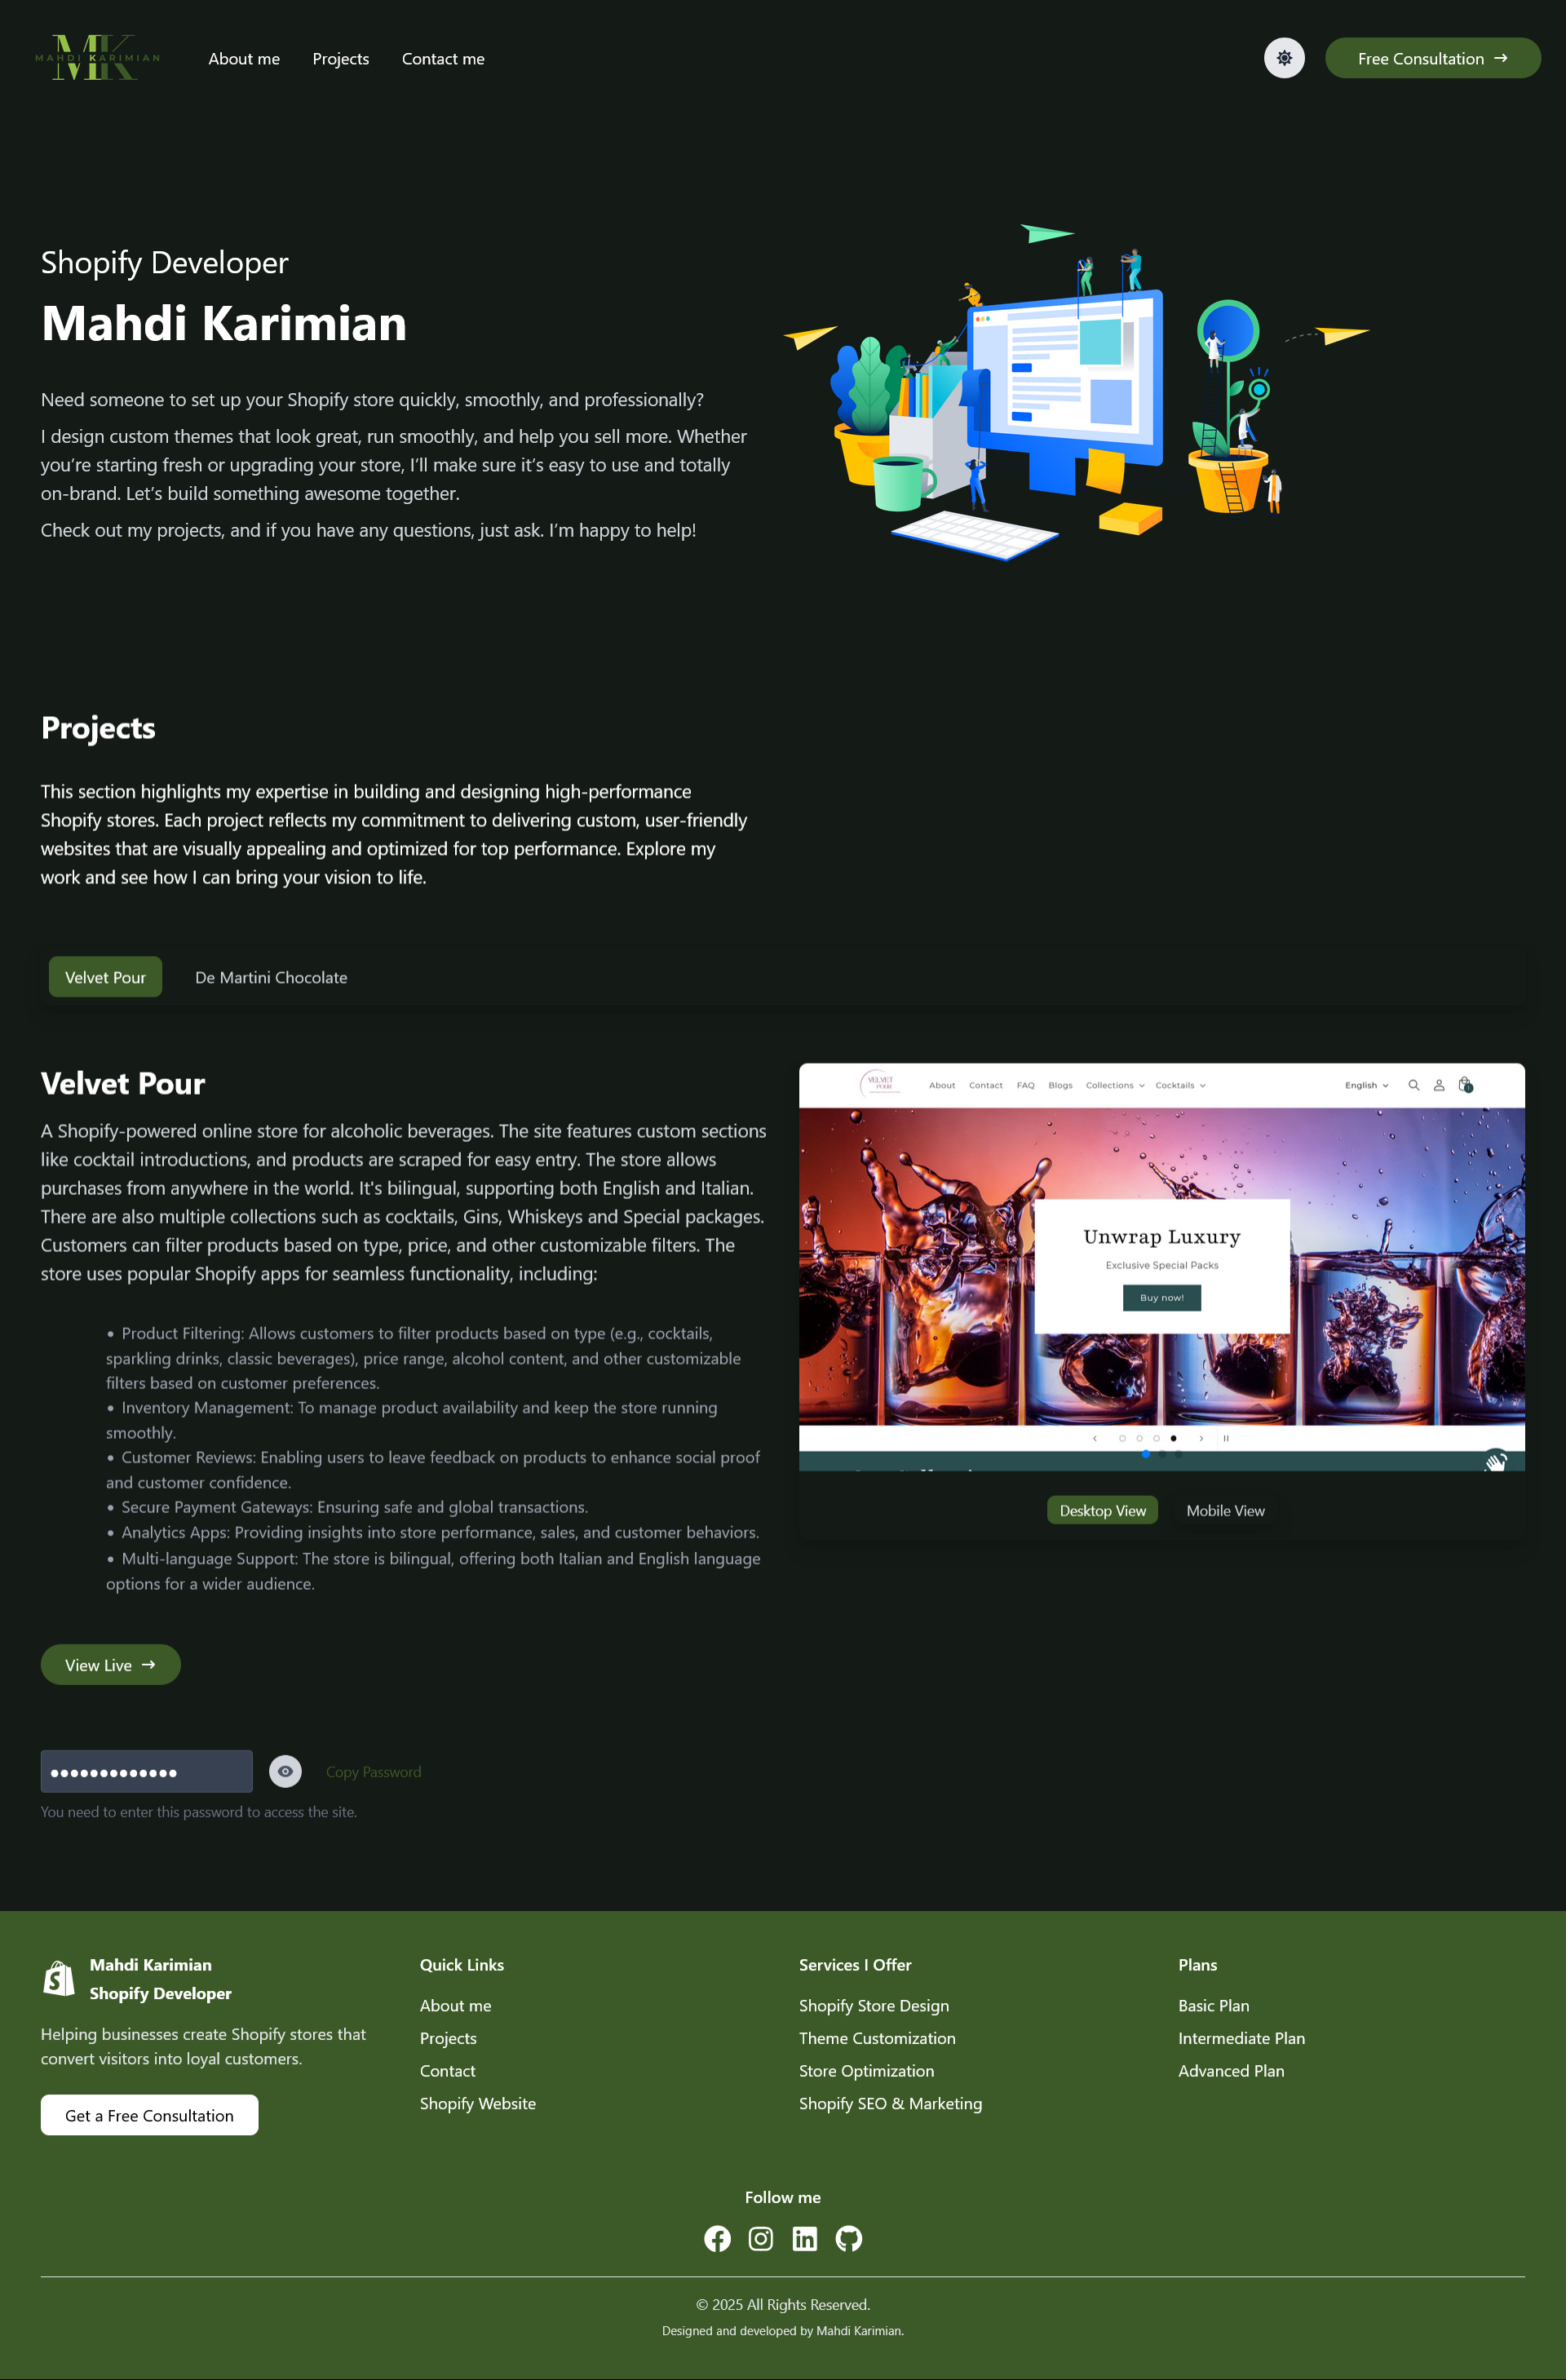 MK
MAHDI KARIMIAN
About me
Projects
Contact me
Free Consultation →
Shopify Developer
Mahdi Karimian
Need someone to set up your Shopify store quickly, smoothly, and professionally?
I design custom themes that look great, run smoothly, and help you sell more. Whether
you’re starting fresh or upgrading your store, I’ll make sure it’s easy to use and totally
on-brand. Let’s build something awesome together.
Check out my projects, and if you have any questions, just ask. I’m happy to help!
Projects
This section highlights my expertise in building and designing high-performance
Shopify stores. Each project reflects my commitment to delivering custom, user-friendly
websites that are visually appealing and optimized for top performance. Explore my
work and see how I can bring your vision to life.
Velvet Pour
De Martini Chocolate
Velvet Pour
A Shopify-powered online store for alcoholic beverages. The site features custom sections
like cocktail introductions, and products are scraped for easy entry. The store allows
purchases from anywhere in the world. It's bilingual, supporting both English and Italian.
There are also multiple collections such as cocktails, Gins, Whiskeys and Special packages.
Customers can filter products based on type, price, and other customizable filters. The
store uses popular Shopify apps for seamless functionality, including:
• Product Filtering: Allows customers to filter products based on type (e.g., cocktails,
sparkling drinks, classic beverages), price range, alcohol content, and other customizable
filters based on customer preferences.
• Inventory Management: To manage product availability and keep the store running
smoothly.
• Customer Reviews: Enabling users to leave feedback on products to enhance social proof
and customer confidence.
• Secure Payment Gateways: Ensuring safe and global transactions.
• Analytics Apps: Providing insights into store performance, sales, and customer behaviors.
• Multi-language Support: The store is bilingual, offering both Italian and English language
options for a wider audience.
VELVET
POUR
About
Contact
FAQ
Blogs
Collections
Cocktails
English
Unwrap Luxury
Exclusive Special Packs
Buy now!
Desktop View
Mobile View
View Live →
•••••••••••••
Copy Password
You need to enter this password to access the site.
Mahdi Karimian
Shopify Developer
Helping businesses create Shopify stores that
convert visitors into loyal customers.
Get a Free Consultation
Quick Links
About me
Projects
Contact
Shopify Website
Services I Offer
Shopify Store Design
Theme Customization
Store Optimization
Shopify SEO & Marketing
Plans
Basic Plan
Intermediate Plan
Advanced Plan
Follow me
© 2025 All Rights Reserved.
Designed and developed by Mahdi Karimian.